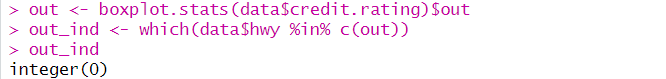 > out <- boxplot.stats(data$credit.rating)$out
> out_ind <- which(data$hwy %in% c(out))
> out_ind
integer(0)